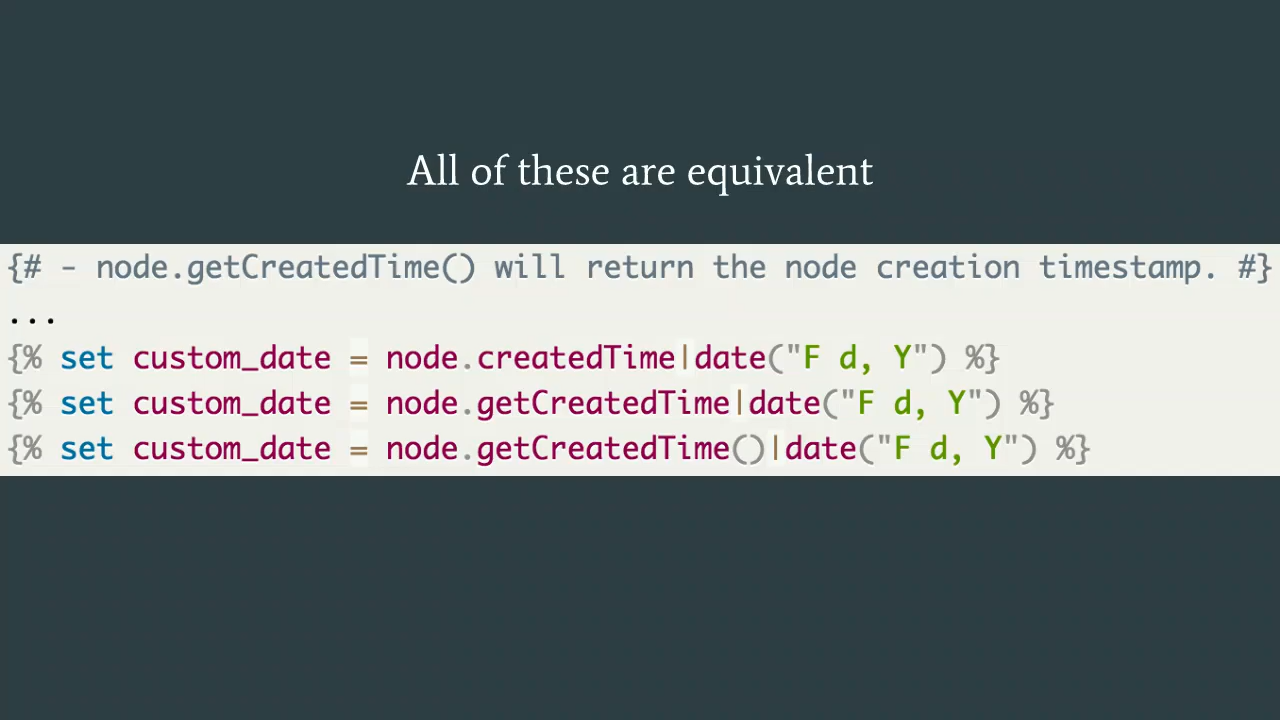 All of these are equivalent
{# - node.getCreatedTime() will return the node creation timestamp. #}
...
{% set custom_date = node.createdTime|date("F d, Y") %}
{% set custom_date = node.getCreatedTime|date("F d, Y") %}
{% set custom_date = node.getCreatedTime()|date("F d, Y") %}